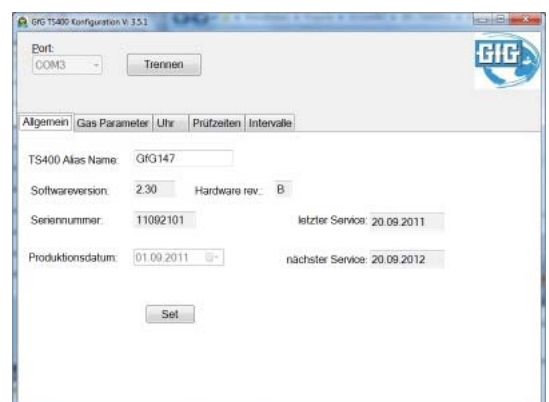 GfG TS400 Konfiguration V: 3.5.1
Port:
COM3
Trennen
GfG
Allgemein Gas Parameter Uhr Prüfzeiten Intervalle
TS400 Alias Name: GfG147
Softwareversion: 2.30 Hardware rev.: B
Seriennummer: 11092101 letzter Service: 20.09.2011
Produktionsdatum: 01.09.2011 nächster Service: 20.09.2012
Set